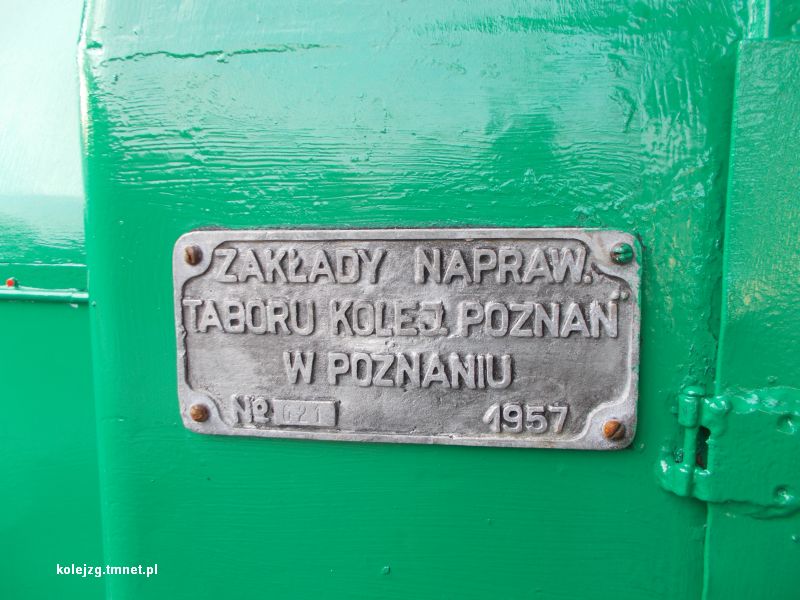 ZAKŁADY NAPRAW.
TABORU KOLEJ. POZNAŃ
W POZNANIU
№ 1957
kolejzg.tmnet.pl